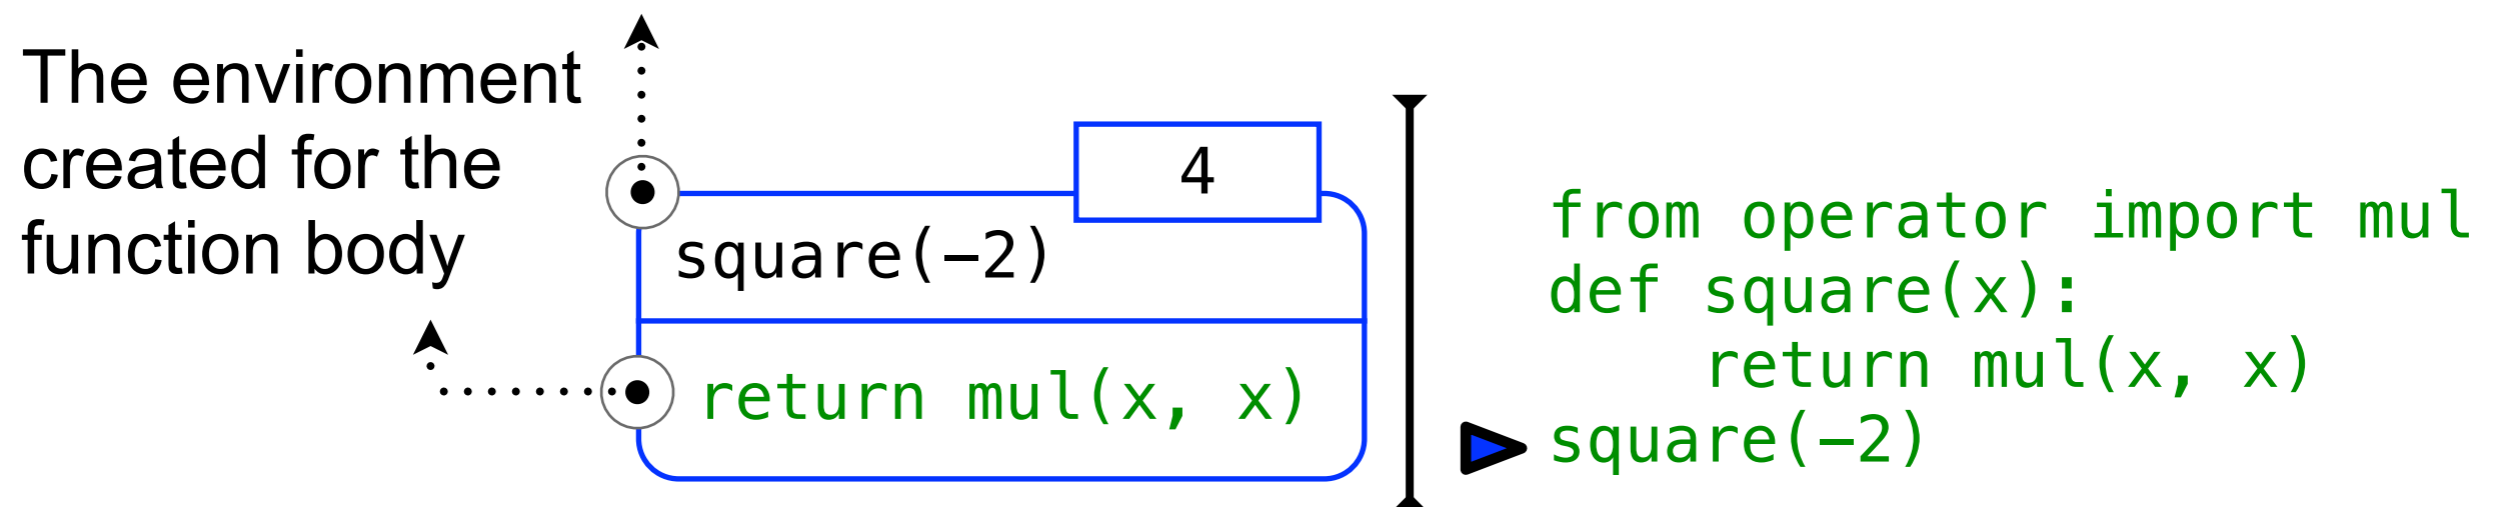 The environment
created for the
function body
4
square(-2)
return mul(x, x)
from operator import mul
def square(x):
    return mul(x, x)
square(-2)